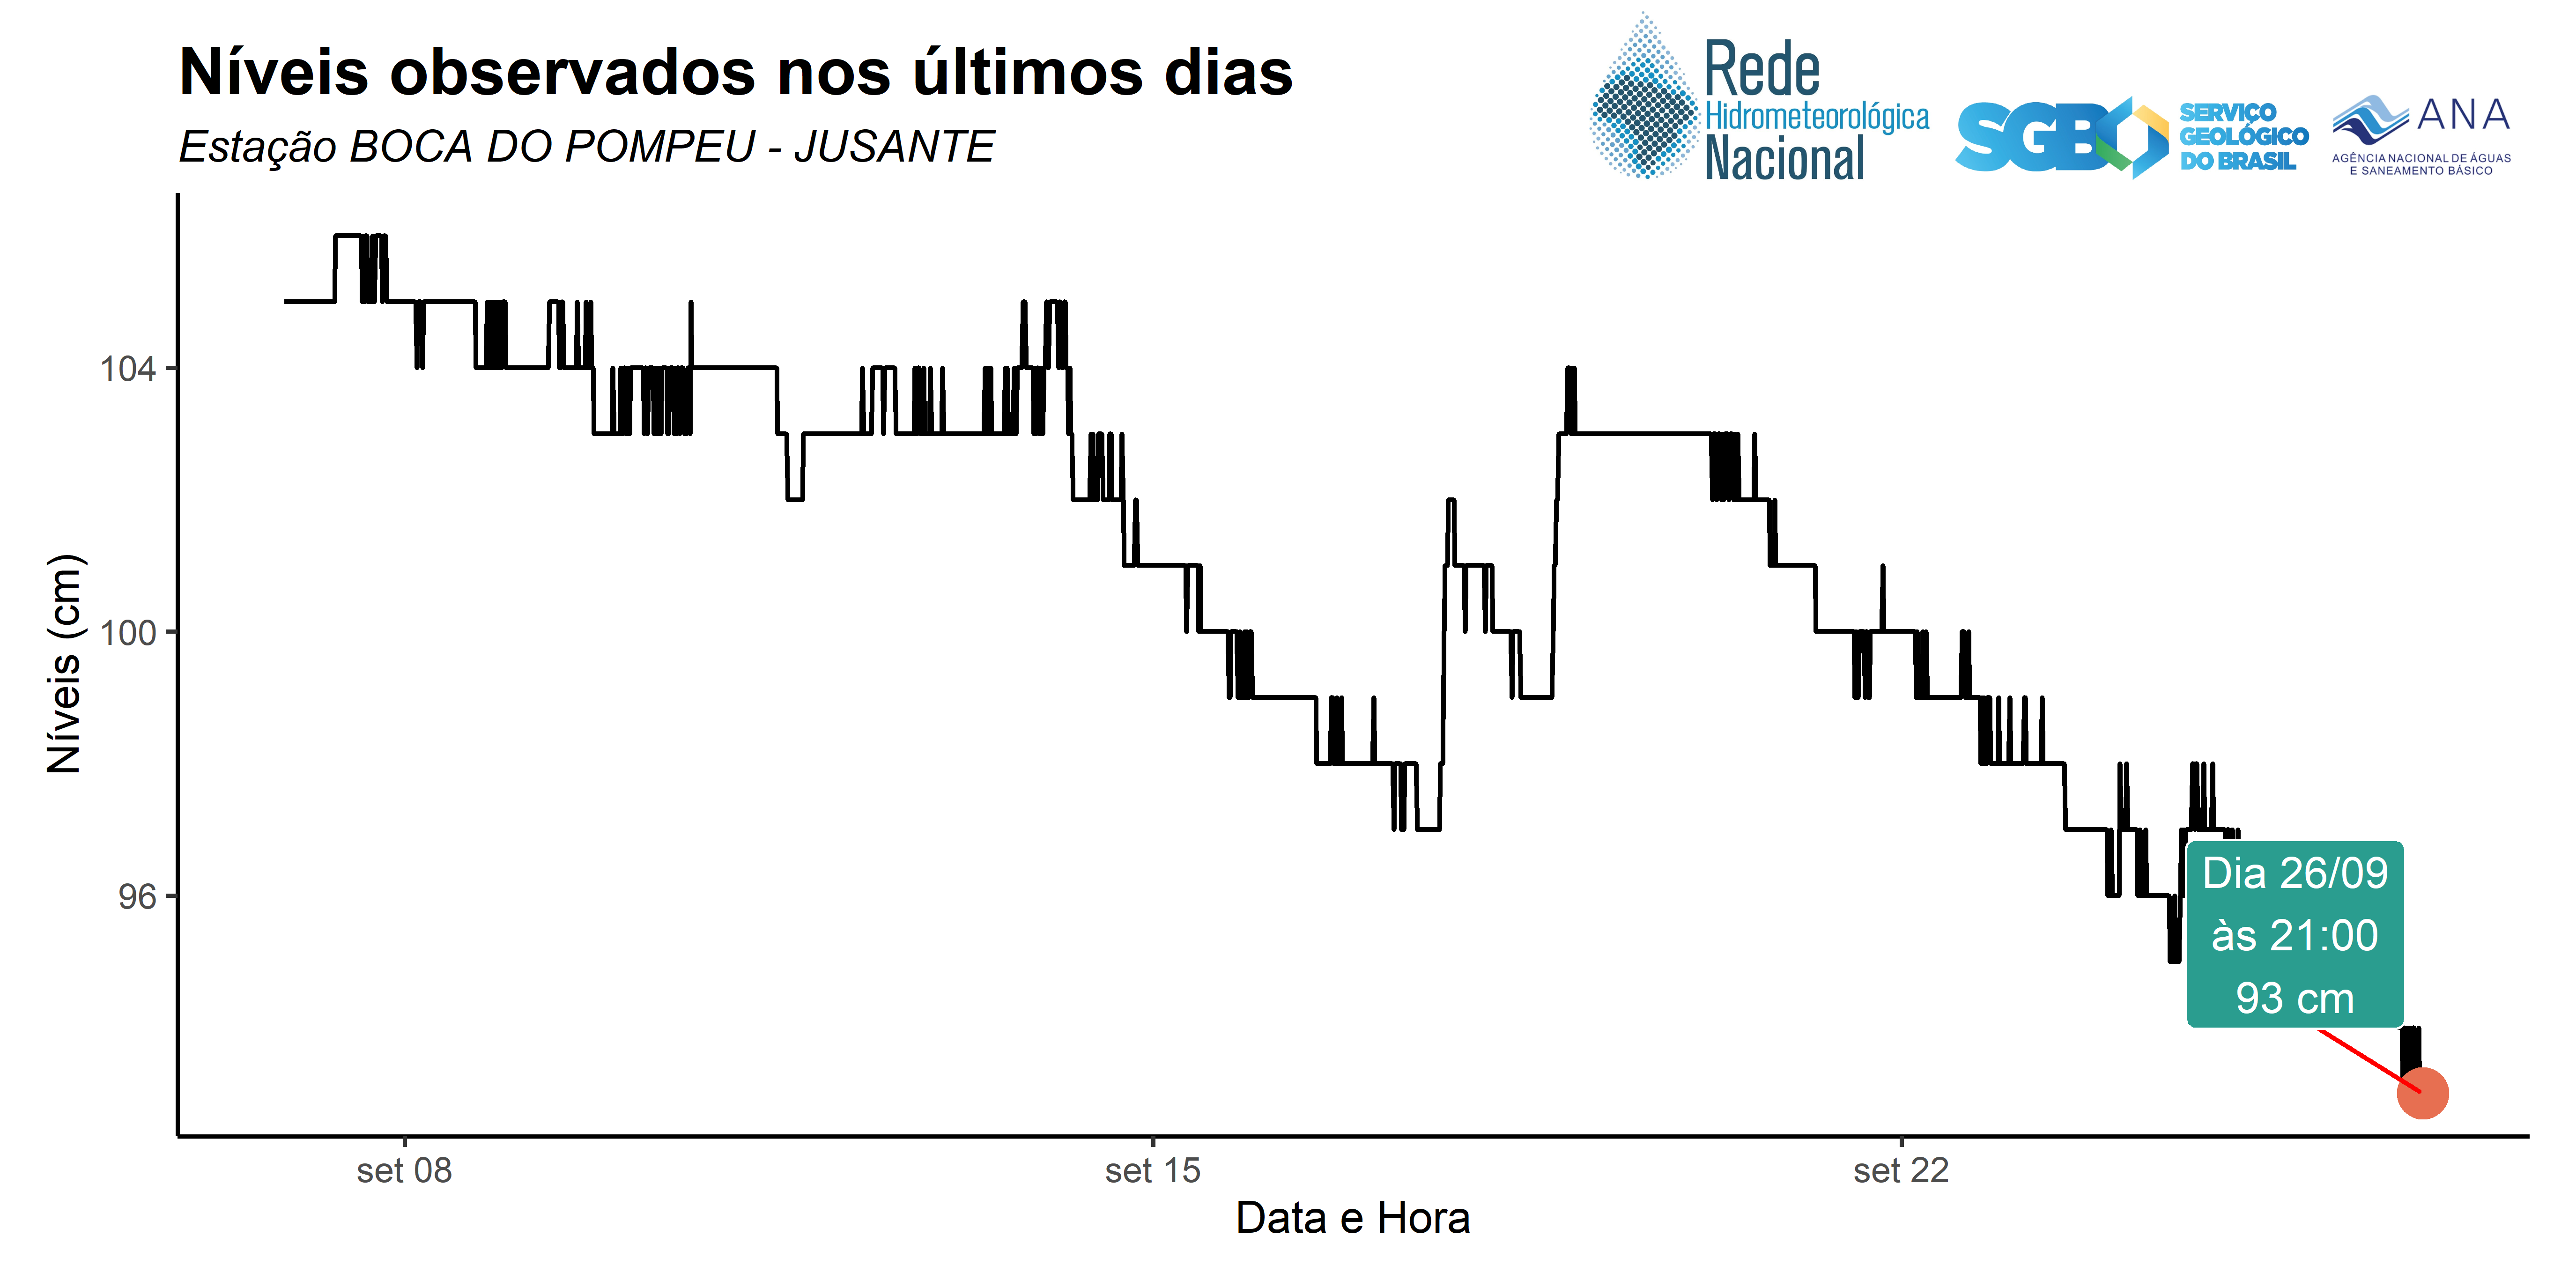 Níveis observados nos últimos dias
Estação BOCA DO POMPEU - JUSANTE
Rede
Hidrometeorológica
Nacional
SGB
SERVIÇO
GEOLÓGICO
DO BRASIL
ANA
AGÊNCIA NACIONAL DE ÁGUAS
E SANEAMENTO BÁSICO
Níveis (cm)
104
100
96
Dia 26/09
às 21:00
93 cm
set 08
set 15
set 22
Data e Hora